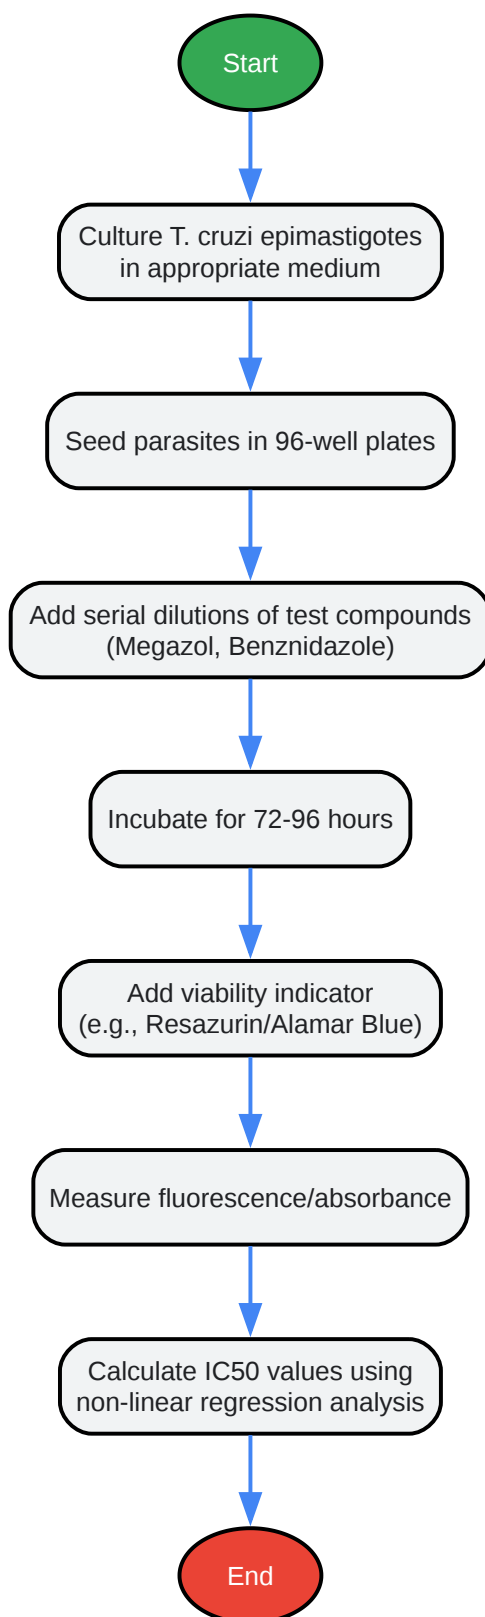 Start
Culture T. cruzi epimastigotes
in appropriate medium
Seed parasites in 96-well plates
Add serial dilutions of test compounds
(Megazol, Benznidazole)
Incubate for 72-96 hours
Add viability indicator
(e.g., Resazurin/Alamar Blue)
Measure fluorescence/absorbance
Calculate IC50 values using
non-linear regression analysis
End